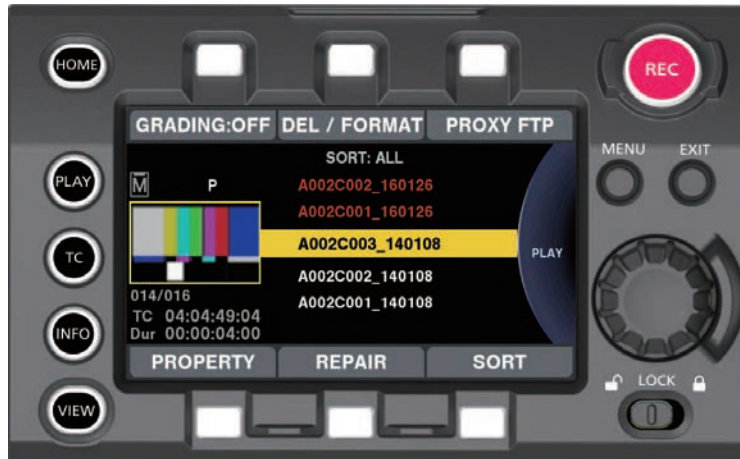 HOME
REC
GRADING:OFF DEL / FORMAT PROXY FTP
MENU EXIT
SORT: ALL
M P
A002C002_160126
PLAY
A002C001_160126
A002C003_140108
PLAY
TC
A002C002_140108
014/016
A002C001_140108
TC 04:04:49:04
Dur 00:00:04:00
INFO
PROPERTY REPAIR SORT
LOCK
VIEW